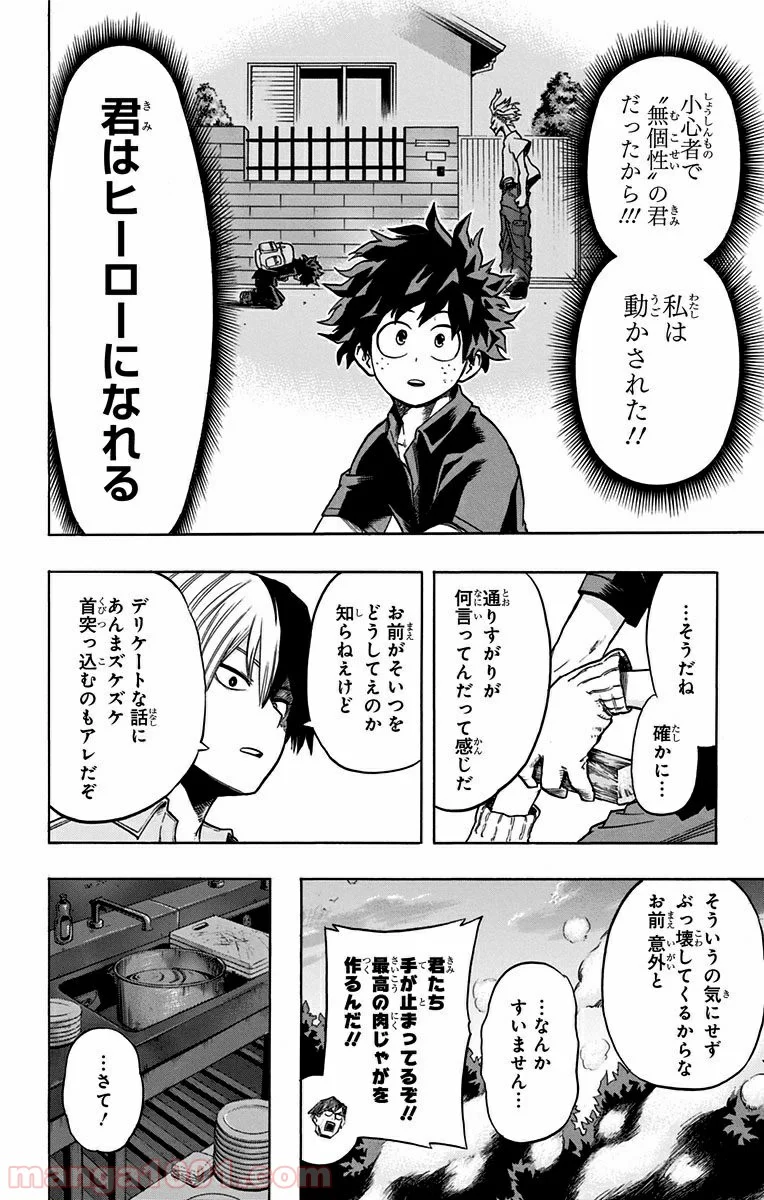 小心者で
“無個性”の君
だったから!!!
私は
動かされた!!
君はヒーローになれる
…そうだね
確かに…
通りすがりが
何言ってんだって感じだ
お前がそいつを
どうしてえのか
知らねえけど
デリケートな話に
あんまズケズケ
首突っ込むのもアレだぞ
そういうの気にせず
ぶっ壊してくるからな
お前 意外と
…なんか
すいません…
君たち
手が止まってるぞ!!
最高の肉じゃがを
作るんだ!!
…さて!